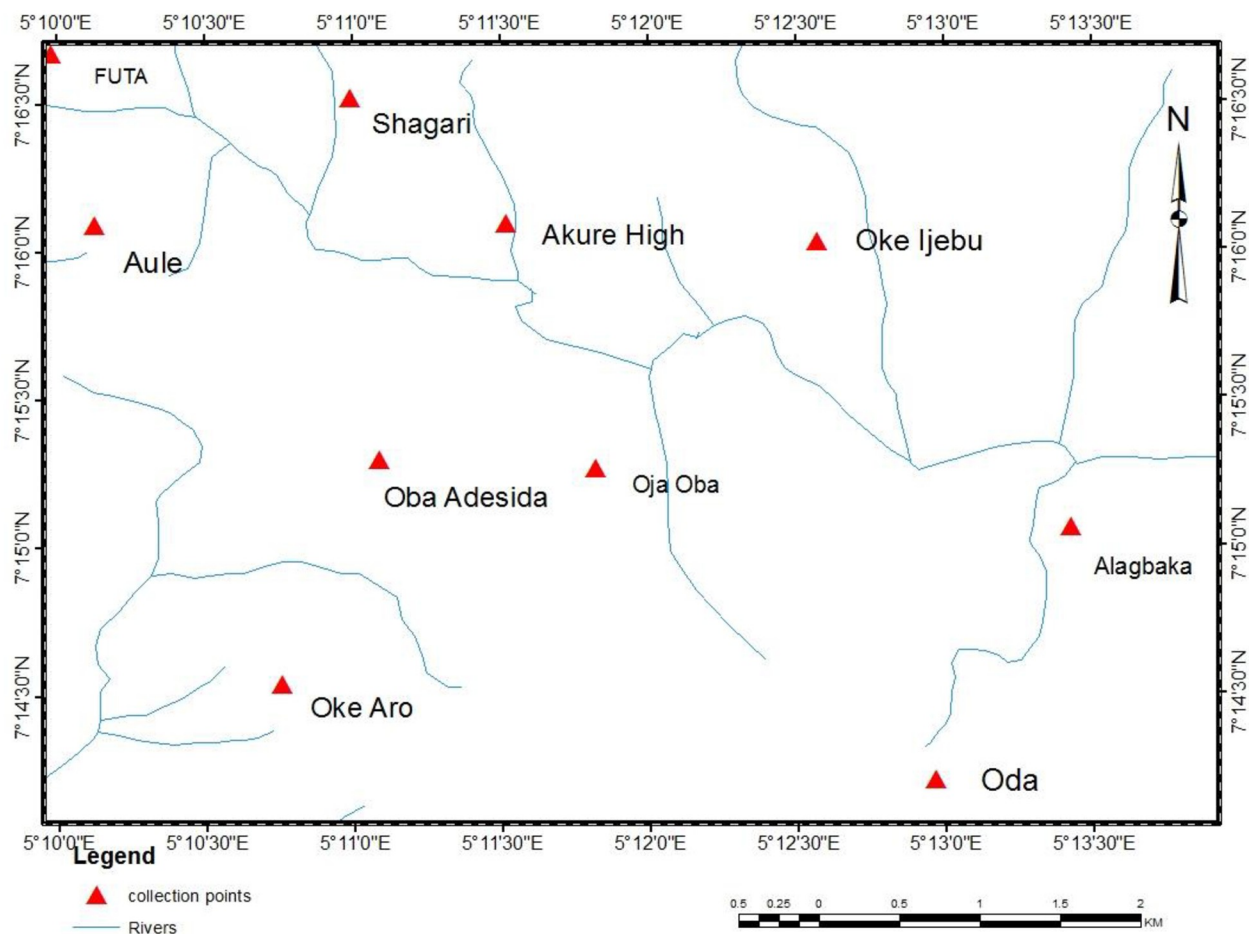 5°10'0"E 5°10'30"E 5°11'0"E 5°11'30"E 5°12'0"E 5°12'30"E 5°13'0"E 5°13'30"E
7°16'30"N
7°16'0"N
7°15'30"N
7°15'0"N
7°14'30"N
FUTA
Shagari
N
Akure High
Oke Ijebu
Aule
Oba Adesida
Oja Oba
Alagbaka
Oke Aro
Oda
7°16'30"N
7°16'0"N
7°15'30"N
7°15'0"N
7°14'30"N
5°10'0"E 5°10'30"E 5°11'0"E 5°11'30"E 5°12'0"E 5°12'30"E 5°13'0"E 5°13'30"E
Legend
collection points
Rivers
0.5 0.25 0 0.5 1 1.5 2
KM